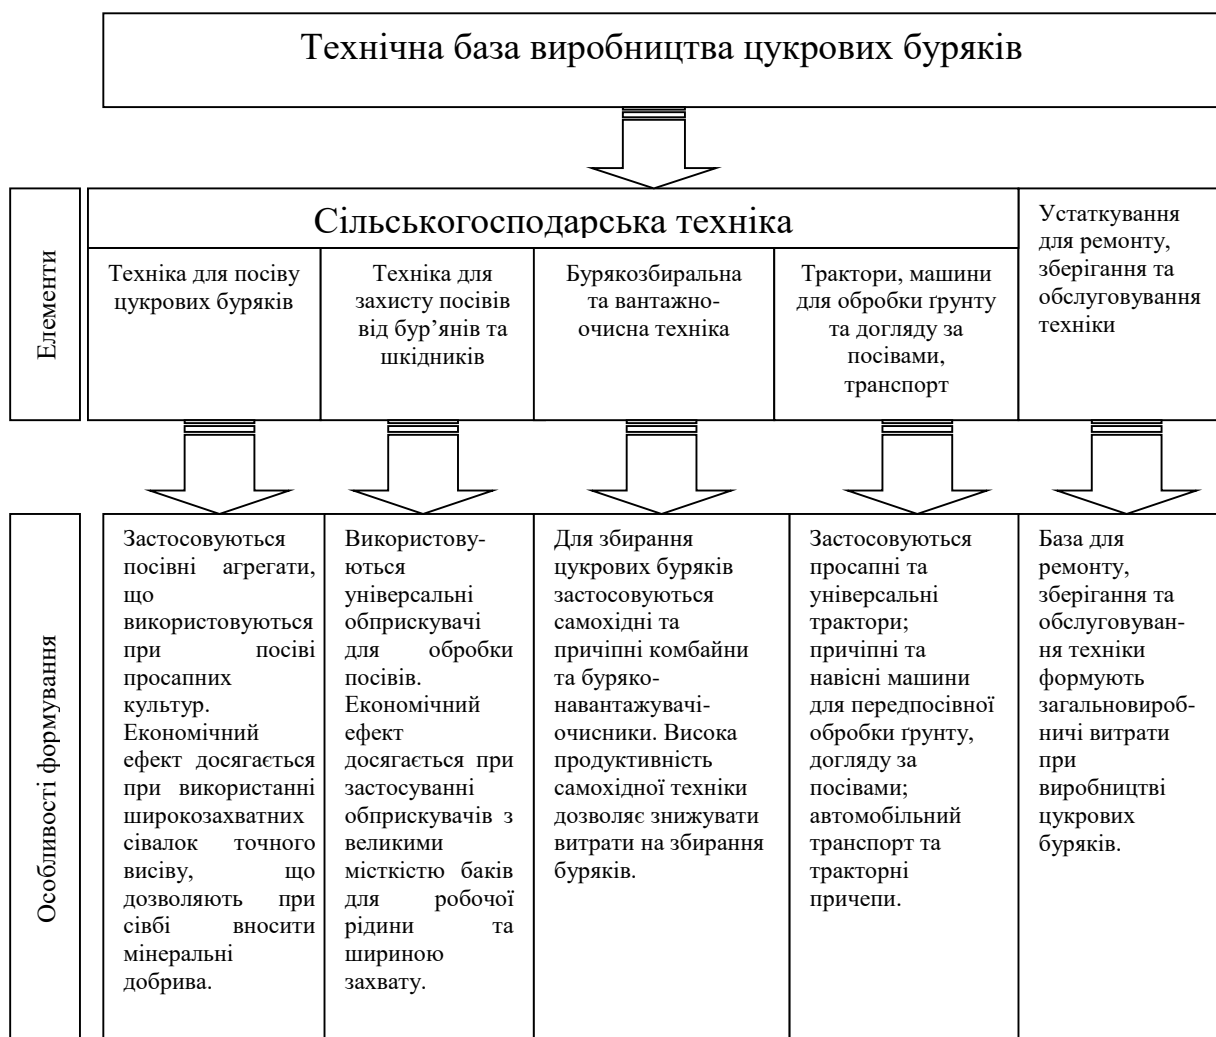 Технічна база виробництва цукрових буряків
Елементи
Сільськогосподарська техніка
Техніка для посіву
цукрових буряків
Техніка для
захисту посівів
від бур’янів та
шкідників
Бурякозбиральна
та вантажно-
очисна техніка
Трактори, машини
для обробки ґрунту
та догляду за
посівами,
транспорт
Устаткування
для ремонту,
зберігання та
обслуговування
техніки
Особливості формування
Застосовуються
посівні агрегати,
що
використовуються
при посіві
просапних
культур.
Економічний
ефект досягається
при використанні
широкозахватних
сівалок точного
висіву, що
дозволяють при
сівбі вносити
мінеральні
добрива.
Використову-
ються
універсальні
обприскувачі
для обробки
посівів.
Економічний
ефект
досягається при
застосуванні
обприскувачів з
великими
місткістю баків
для робочої
рідини та
шириною
захвату.
Для збирання
цукрових буряків
застосовуються
самохідні та
причіпні комбайни
та буряко-
навантажувачі-
очисники. Висока
продуктивність
самохідної техніки
дозволяє знижувати
витрати на збирання
буряків.
Застосовуються
просапні та
універсальні
трактори;
причіпні та
навісні машини
для передпосівної
обробки ґрунту,
догляду за
посівами;
автомобільний
транспорт та
тракторні
причепи.
База для
ремонту,
зберігання та
обслуговуван-
ня техніки
формують
загальновироб-
ничі витрати
при
виробництві
цукрових
буряків.